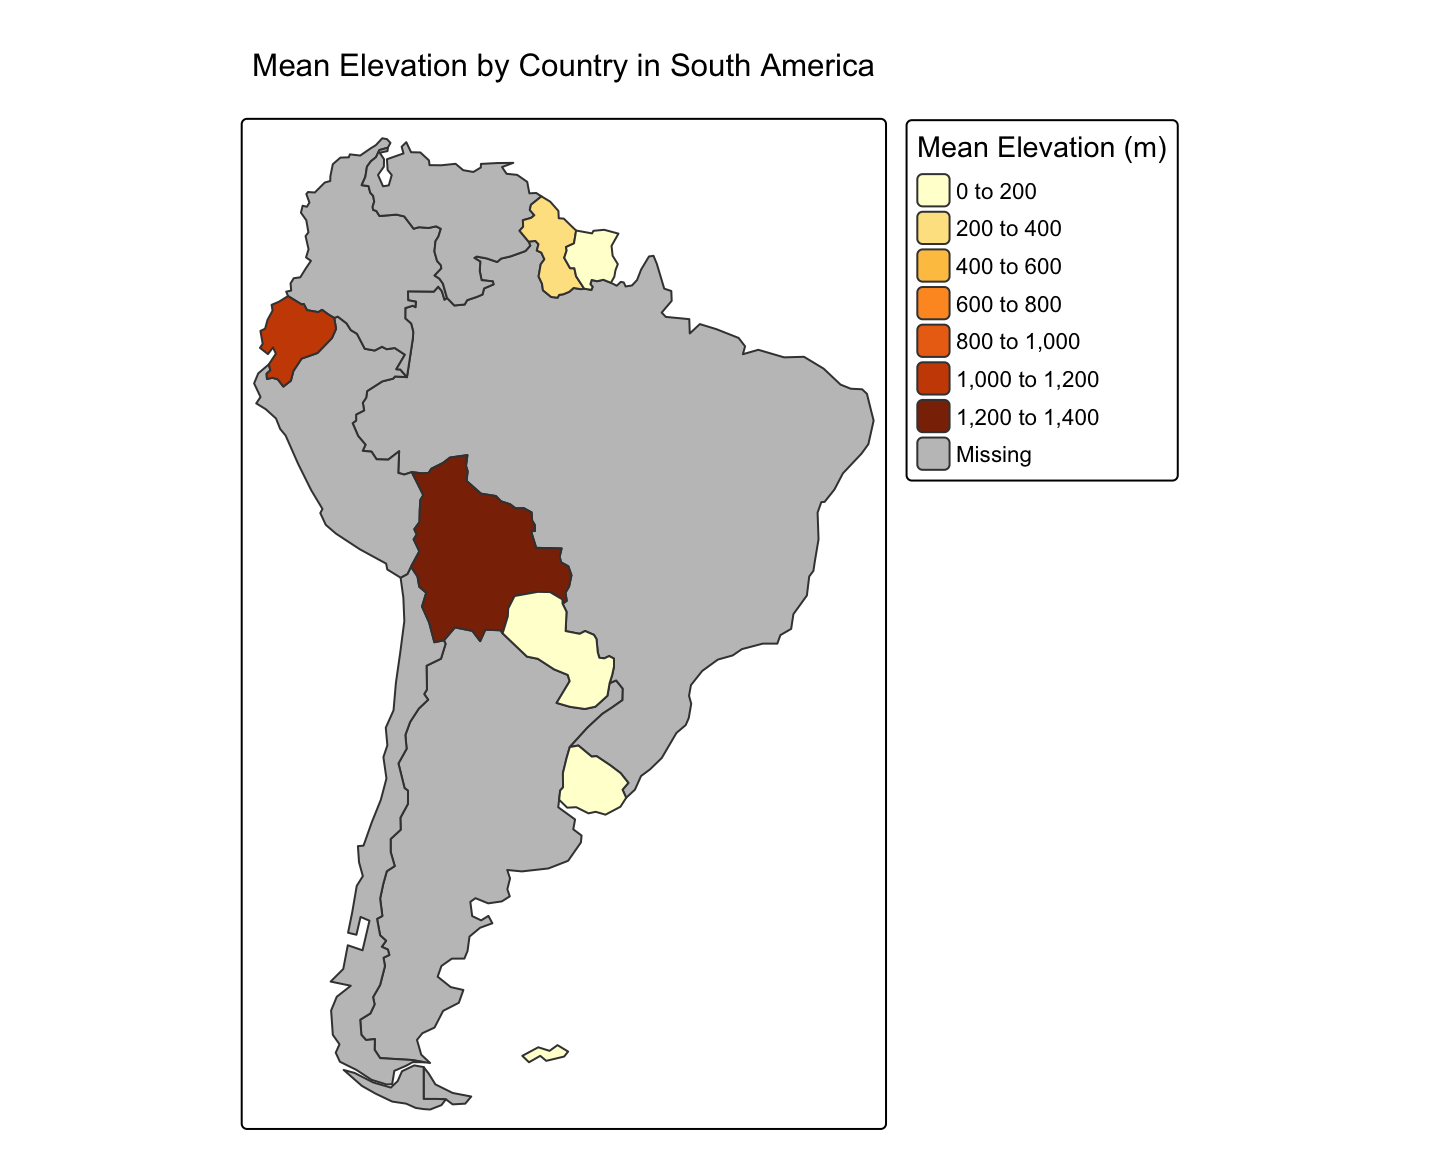 Mean Elevation by Country in South America
Mean Elevation (m)
0 to 200
200 to 400
400 to 600
600 to 800
800 to 1,000
1,000 to 1,200
1,200 to 1,400
Missing